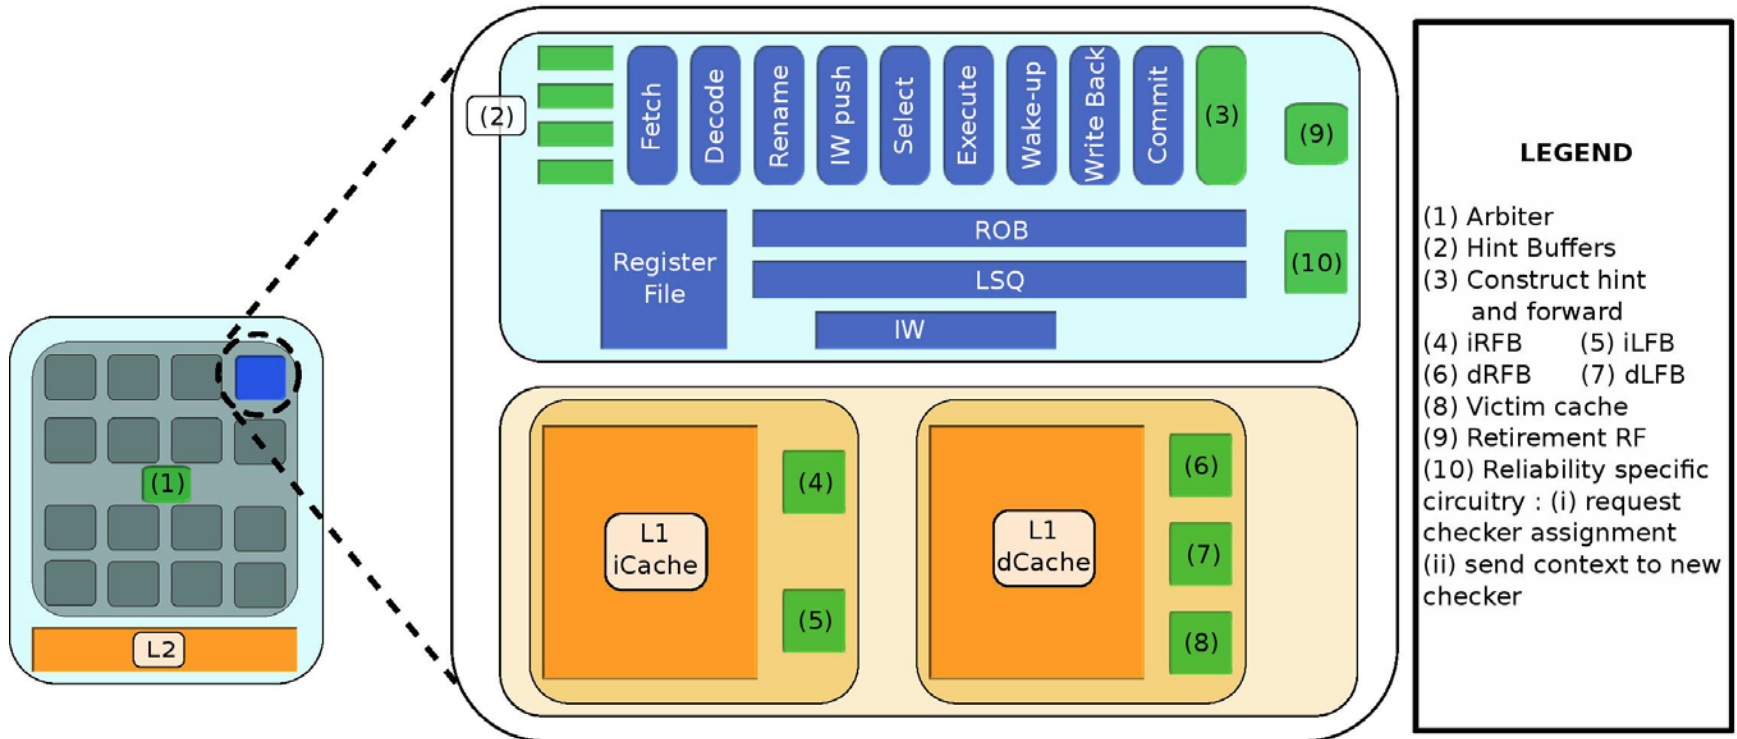 (2)
Fetch
Decode
Rename
IW push
Select
Execute
Wake-up
Write Back
Commit
(3)
(9)
Register
File
ROB
LSQ
IW
(10)
(1)
L2
L1
iCache
(4)
(5)
L1
dCache
(6)
(7)
(8)
LEGEND
(1) Arbiter
(2) Hint Buffers
(3) Construct hint
and forward
(4) iRFB (5) iLFB
(6) dRFB (7) dLFB
(8) Victim cache
(9) Retirement RF
(10) Reliability specific
circuitry : (i) request
checker assignment
(ii) send context to new
checker